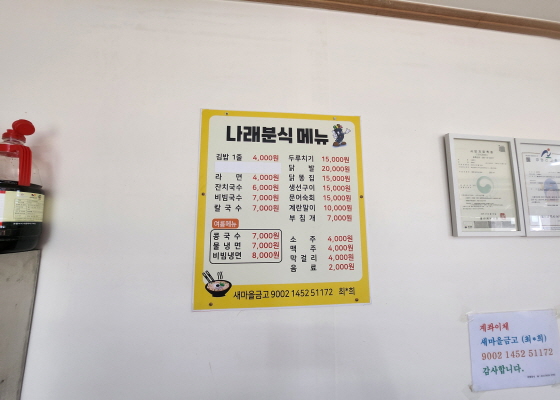 나래분식 메뉴
김밥 1줄 4,000원
라 면 4,000원
잔치국수 6,000원
비빔국수 7,000원
칼 국 수 7,000원
여름메뉴
콩 국 수 7,000원
물 냉 면 7,000원
비빔냉면 8,000원
두루치기 15,000원
닭 발 20,000원
닭 똥 집 15,000원
생선구이 15,000원
문어숙회 15,000원
계란말이 10,000원
부 침 개 7,000원
소 주 4,000원
맥 주 4,000원
막 걸 리 4,000원
음 료 2,000원
새마을금고 9002 1452 51172 최*희
계좌이체
새마을금고 (최*희)
9002 1452 51172
감사합니다.